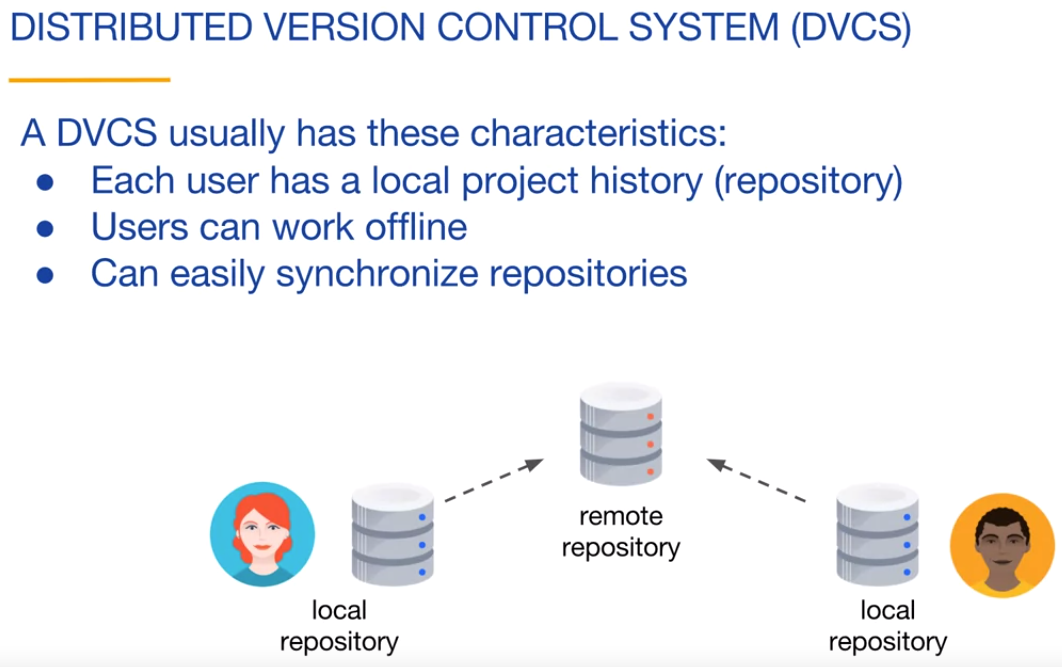 DISTRIBUTED VERSION CONTROL SYSTEM (DVCS)
A DVCS usually has these characteristics:
● Each user has a local project history (repository)
● Users can work offline
● Can easily synchronize repositories
remote
repository
local
repository
local
repository